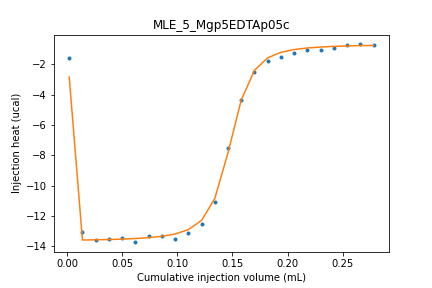 MLE_5_Mgp5EDTAp05c
Injection heat (ucal)
−2
−4
−6
−8
−10
−12
−14
0.00 0.05 0.10 0.15 0.20 0.25
Cumulative injection volume (mL)